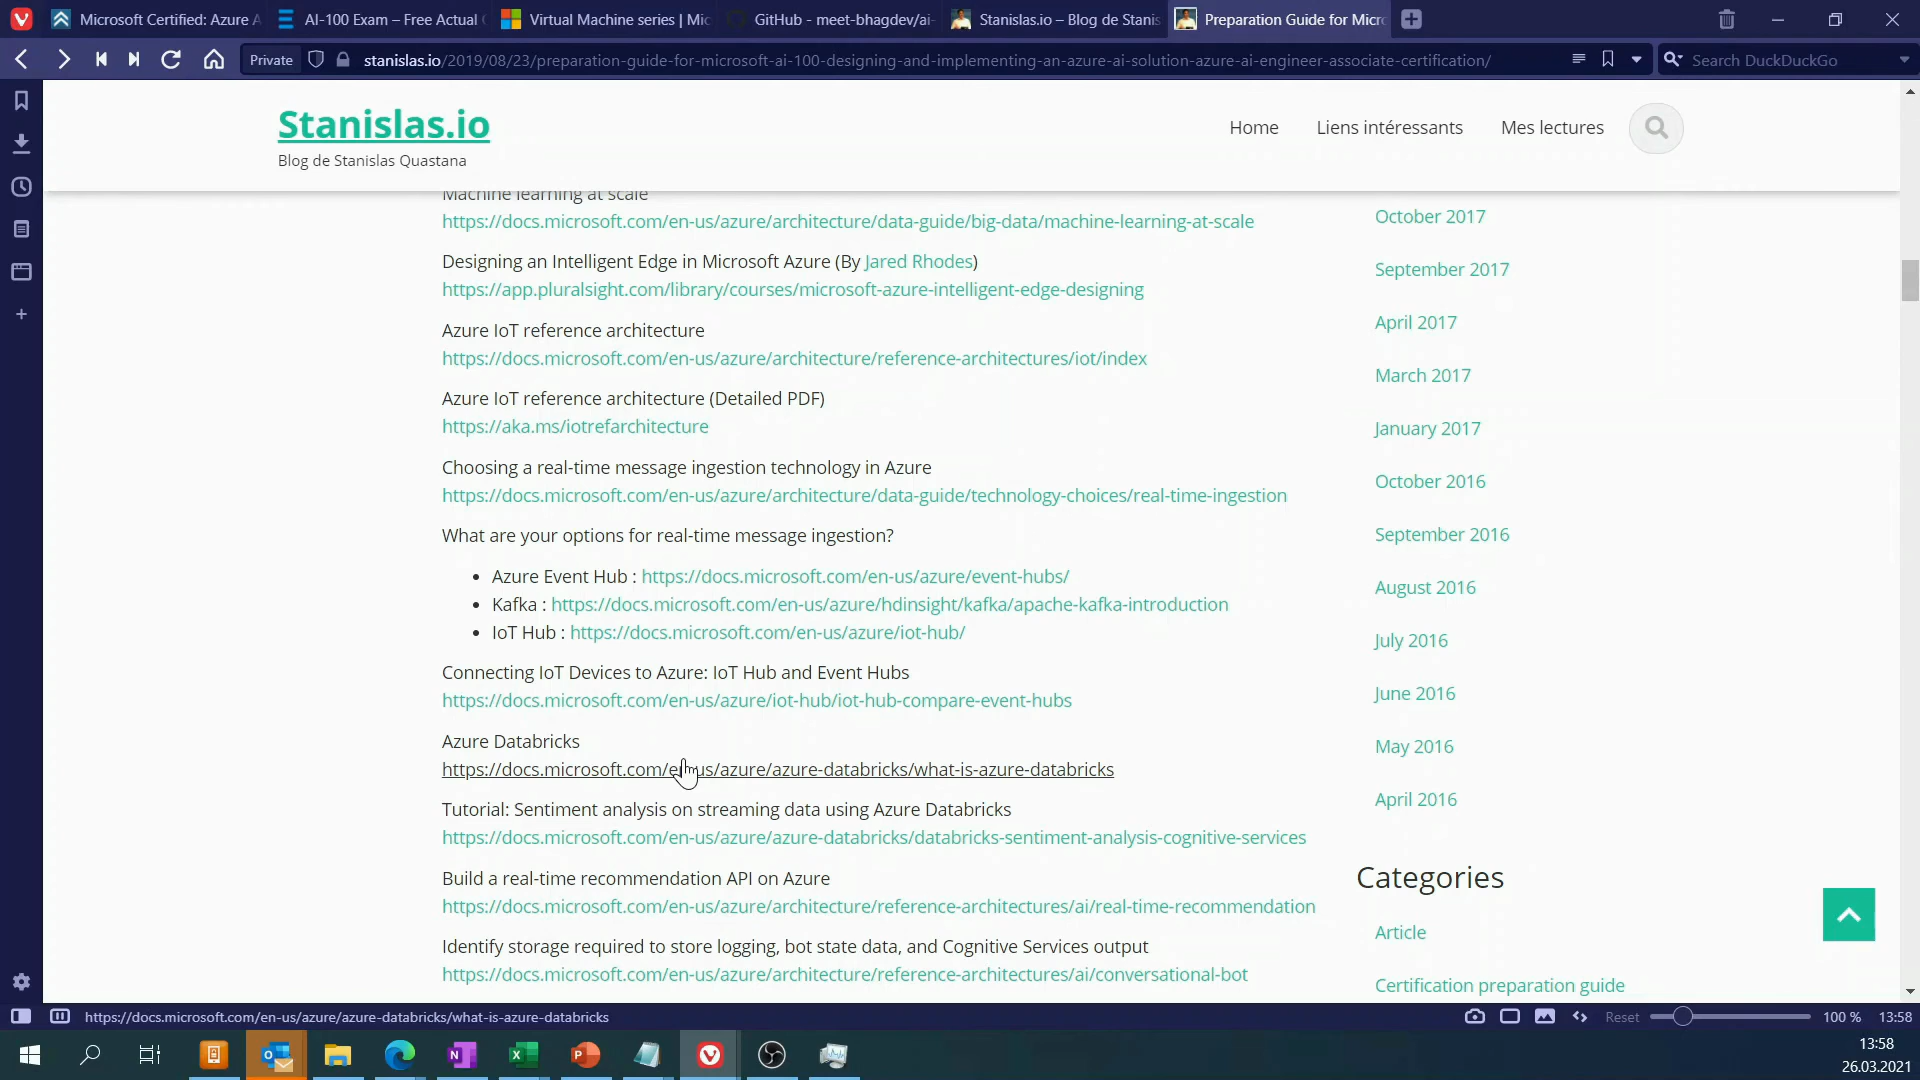 Microsoft Certified: Azure A
AI-100 Exam – Free Actual
Virtual Machine series | Mic
GitHub - meet-bhagdev/ai-
Stanislas.io – Blog de Stanis
Preparation Guide for Micro
Private
stanislas.io/2019/08/23/preparation-guide-for-microsoft-ai-100-designing-and-implementing-an-azure-ai-solution-azure-ai-engineer-associate-certification/
Search DuckDuckGo
Stanislas.io
Blog de Stanislas Quastana
Home
Liens intéressants
Mes lectures
Machine learning at scale
https://docs.microsoft.com/en-us/azure/architecture/data-guide/big-data/machine-learning-at-scale
Designing an Intelligent Edge in Microsoft Azure (By Jared Rhodes)
https://app.pluralsight.com/library/courses/microsoft-azure-intelligent-edge-designing
Azure IoT reference architecture
https://docs.microsoft.com/en-us/azure/architecture/reference-architectures/iot/index
Azure IoT reference architecture (Detailed PDF)
https://aka.ms/iotrefarchitecture
Choosing a real-time message ingestion technology in Azure
https://docs.microsoft.com/en-us/azure/architecture/data-guide/technology-choices/real-time-ingestion
What are your options for real-time message ingestion?
• Azure Event Hub : https://docs.microsoft.com/en-us/azure/event-hubs/
• Kafka : https://docs.microsoft.com/en-us/azure/hdinsight/kafka/apache-kafka-introduction
• IoT Hub : https://docs.microsoft.com/en-us/azure/iot-hub/
Connecting IoT Devices to Azure: IoT Hub and Event Hubs
https://docs.microsoft.com/en-us/azure/iot-hub/iot-hub-compare-event-hubs
Azure Databricks
https://docs.microsoft.com/en-us/azure/azure-databricks/what-is-azure-databricks
Tutorial: Sentiment analysis on streaming data using Azure Databricks
https://docs.microsoft.com/en-us/azure/azure-databricks/databricks-sentiment-analysis-cognitive-services
Build a real-time recommendation API on Azure
https://docs.microsoft.com/en-us/azure/architecture/reference-architectures/ai/real-time-recommendation
Identify storage required to store logging, bot state data, and Cognitive Services output
https://docs.microsoft.com/en-us/azure/architecture/reference-architectures/ai/conversational-bot
October 2017
September 2017
April 2017
March 2017
January 2017
October 2016
September 2016
August 2016
July 2016
June 2016
May 2016
April 2016
Categories
Article
Certification preparation guide
https://docs.microsoft.com/en-us/azure/azure-databricks/what-is-azure-databricks
Reset
100 %
13:58
13:58
26.03.2021